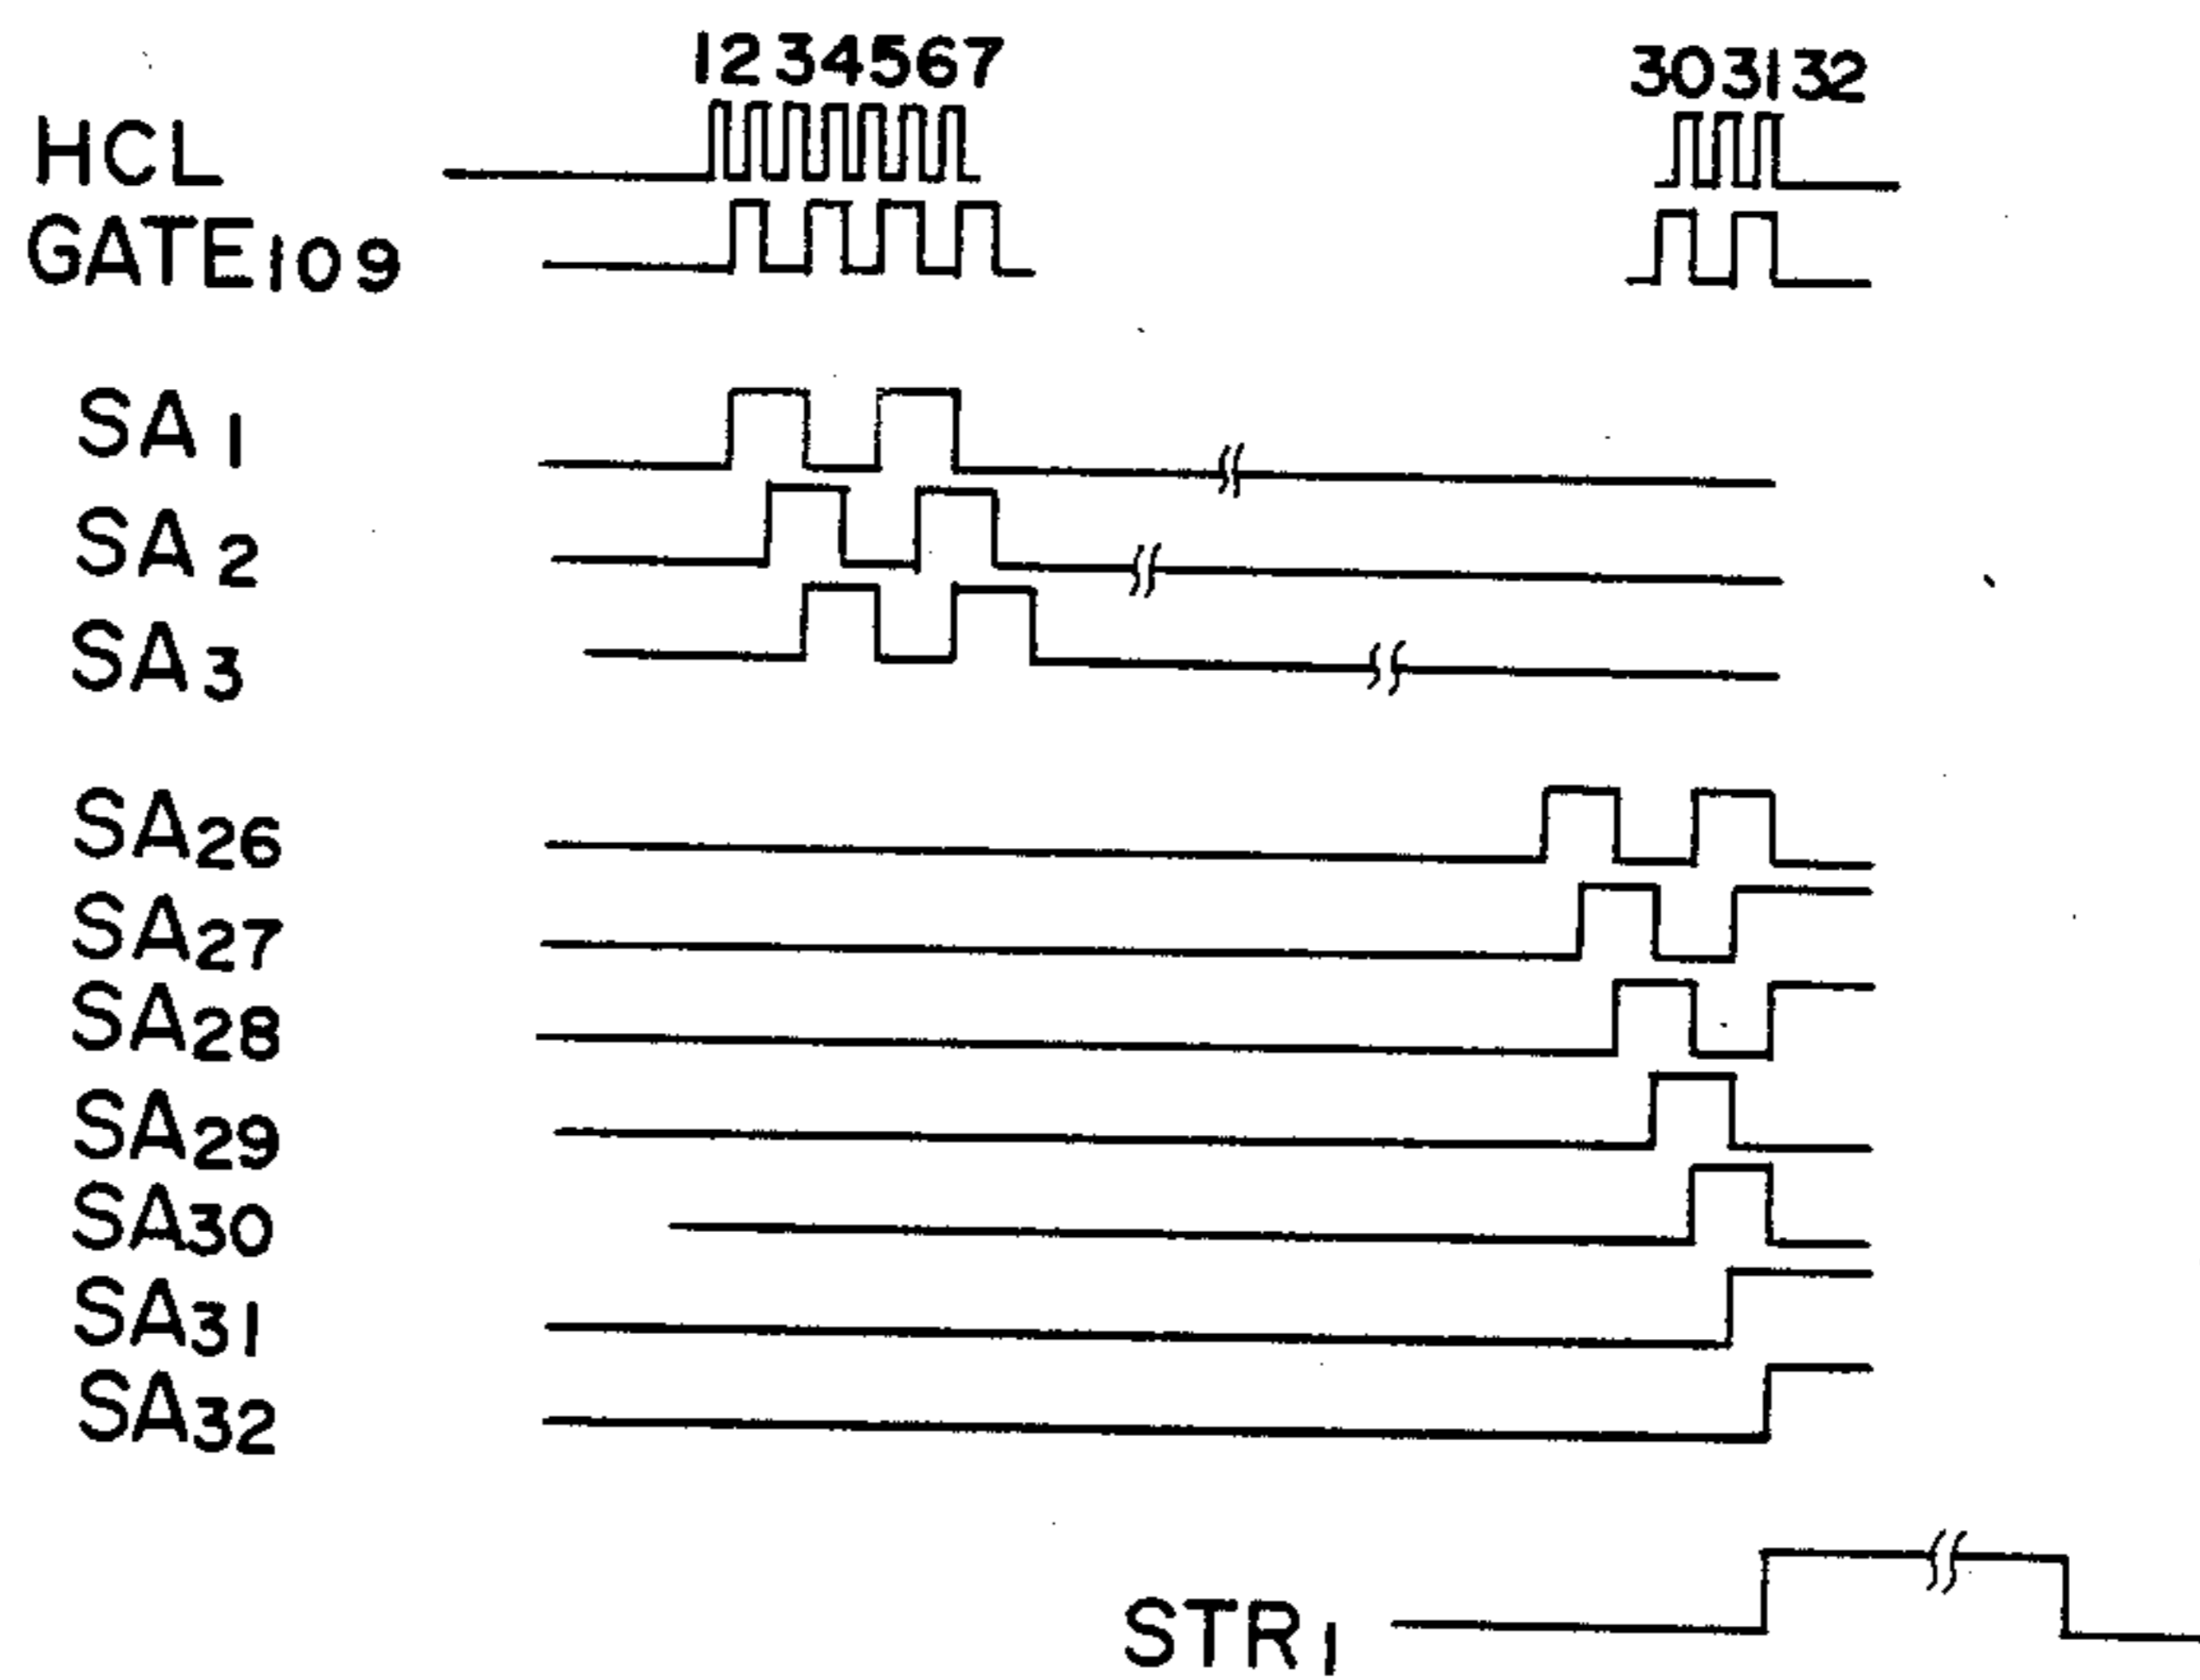 1234567
303132
HCL
GATE109
SA1
SA2
SA3
SA26
SA27
SA28
SA29
SA30
SA31
SA32
STR1